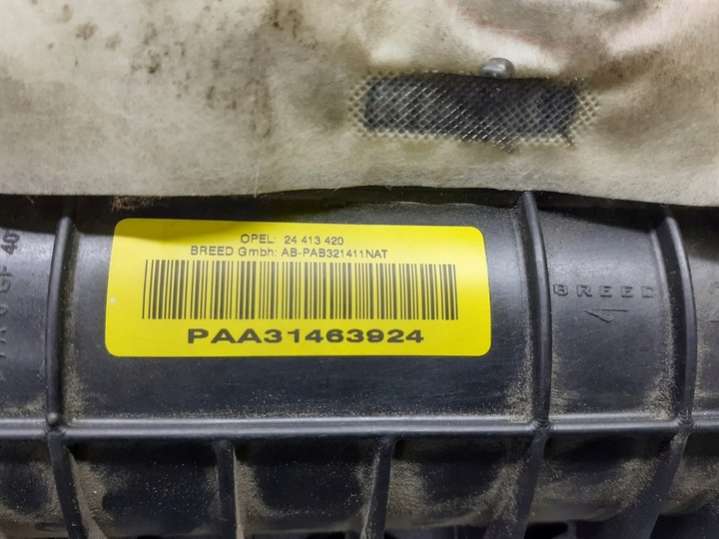 OPEL: 24 413 420
BREED Gmbh: AB-PAB321411NAT
PAA31463924
BREED